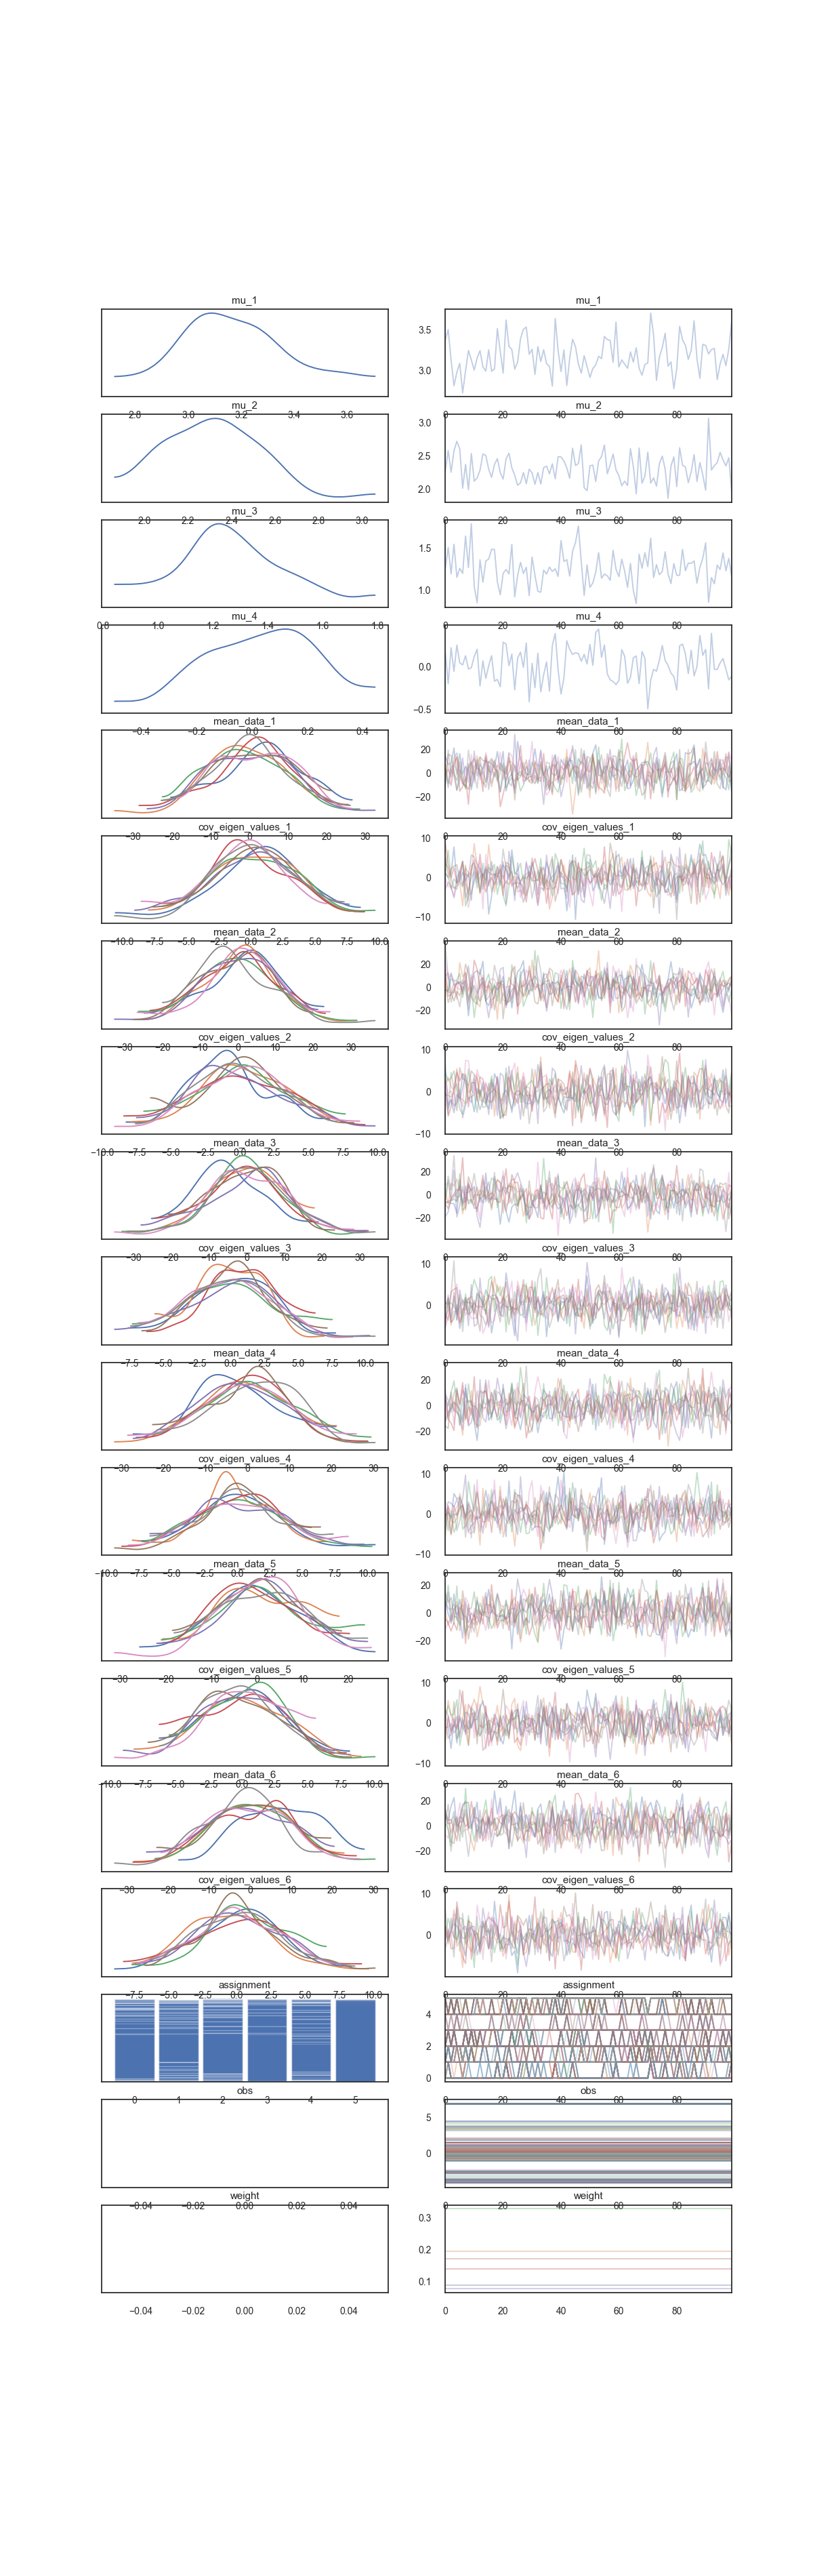 mu_1 mu_1
3.5
3.0
mu_2 mu_2
2.8 3.0 3.2 3.4 3.6 0 20 40 60 80
3.0
2.5
2.0
mu_3 mu_3
2.0 2.2 2.4 2.6 2.8 3.0 0 20 40 60 80
1.5
1.0
mu_4 mu_4
0.8 1.0 1.2 1.4 1.6 1.8 0 20 40 60 80
0.0
−0.5
mean_data_1 mean_data_1
−0.4 −0.2 0.0 0.2 0.4 0 20 40 60 80
20
0
−20
cov_eigen_values_1 cov_eigen_values_1
−30 −20 −10 0 10 20 30 0 20 40 60 80
10
0
−10
mean_data_2 mean_data_2
−10.0 −7.5 −5.0 −2.5 0.0 2.5 5.0 7.5 10.0 0 20 40 60 80
20
0
−20
cov_eigen_values_2 cov_eigen_values_2
−30 −20 −10 0 10 20 30 0 20 40 60 80
10
0
−10
mean_data_3 mean_data_3
−10.0 −7.5 −5.0 −2.5 0.0 2.5 5.0 7.5 10.0 0 20 40 60 80
20
0
−20
cov_eigen_values_3 cov_eigen_values_3
−30 −20 −10 0 10 20 30 0 20 40 60 80
10
0
mean_data_4 mean_data_4
−7.5 −5.0 −2.5 0.0 2.5 5.0 7.5 10.0 0 20 40 60 80
20
0
−20
cov_eigen_values_4 cov_eigen_values_4
−30 −20 −10 0 10 20 30 0 20 40 60 80
10
0
−10
mean_data_5 mean_data_5
−10.0 −7.5 −5.0 −2.5 0.0 2.5 5.0 7.5 10.0 0 20 40 60 80
20
0
−20
cov_eigen_values_5 cov_eigen_values_5
−30 −20 −10 0 10 20 0 20 40 60 80
10
0
−10
mean_data_6 mean_data_6
−10.0 −7.5 −5.0 −2.5 0.0 2.5 5.0 7.5 10.0 0 20 40 60 80
20
0
−20
cov_eigen_values_6 cov_eigen_values_6
−30 −20 −10 0 10 20 30 0 20 40 60 80
10
0
assignment assignment
−7.5 −5.0 −2.5 0.0 2.5 5.0 7.5 10.0 0 20 40 60 80
4
2
0
obs obs
0 1 2 3 4 5 0 20 40 60 80
5
0
weight weight
−0.04 −0.02 0.00 0.02 0.04 0 20 40 60 80
0.3
0.2
0.1
−0.04 −0.02 0.00 0.02 0.04 0 20 40 60 80